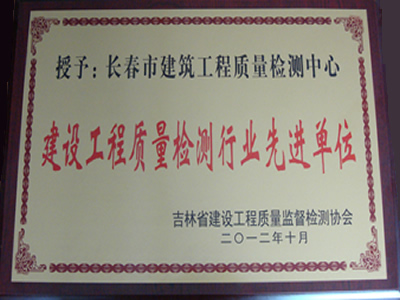 授予：长春市建筑工程质量检测中心
建设工程质量检测行业先进单位
吉林省建设工程质量监督检测协会
二〇一二年十月